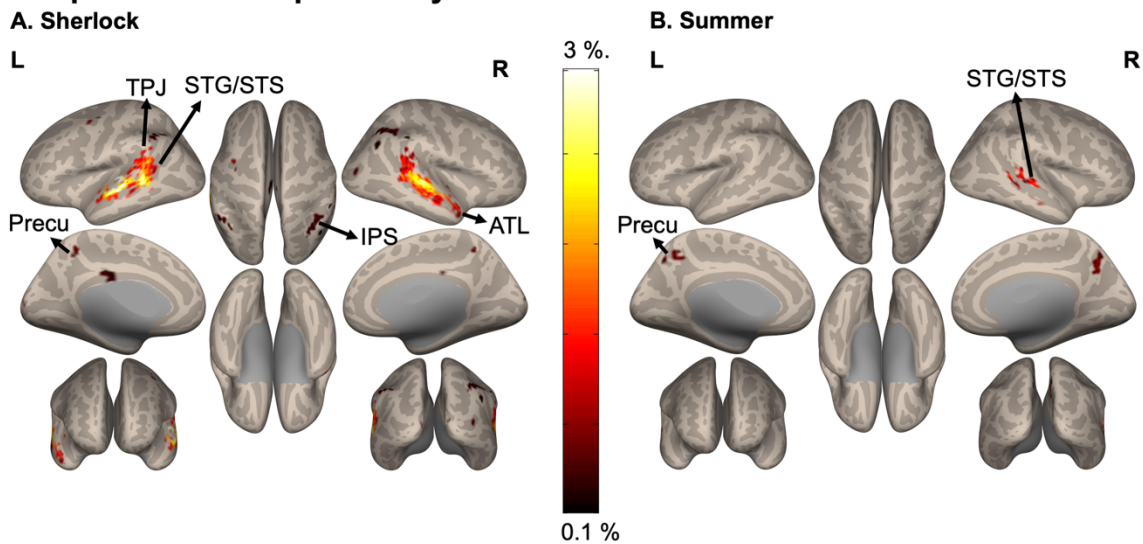 A. Sherlock
B. Summer
L
R
3 %.
L
R
TPJ
STG/STS
STG/STS
Precu
IPS
ATL
Precu
0.1 %